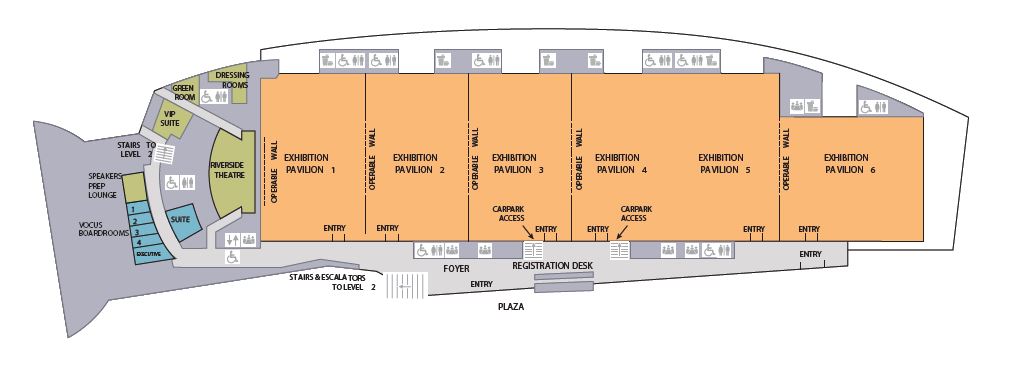 DRESSING
ROOMS
GREEN
ROOM
VIP
SUITE
STAIRS TO
LEVEL 2
RIVERSIDE
THEATRE
SPEAKERS
PREP
LOUNGE
VOCUS
BOARDROOMS
1
2
3
4
EXECUTIVE
SUITE
OPERABLE WALL
EXHIBITION
PAVILION 1
OPERABLE WALL
EXHIBITION
PAVILION 2
OPERABLE WALL
EXHIBITION
PAVILION 3
OPERABLE WALL
EXHIBITION
PAVILION 4
EXHIBITION
PAVILION 5
OPERABLE WALL
EXHIBITION
PAVILION 6
CARPARK
ACCESS
CARPARK
ACCESS
ENTRY
ENTRY
ENTRY
ENTRY
ENTRY
ENTRY
ENTRY
FOYER
REGISTRATION DESK
STAIRS & ESCALATORS
TO LEVEL 2
ENTRY
PLAZA